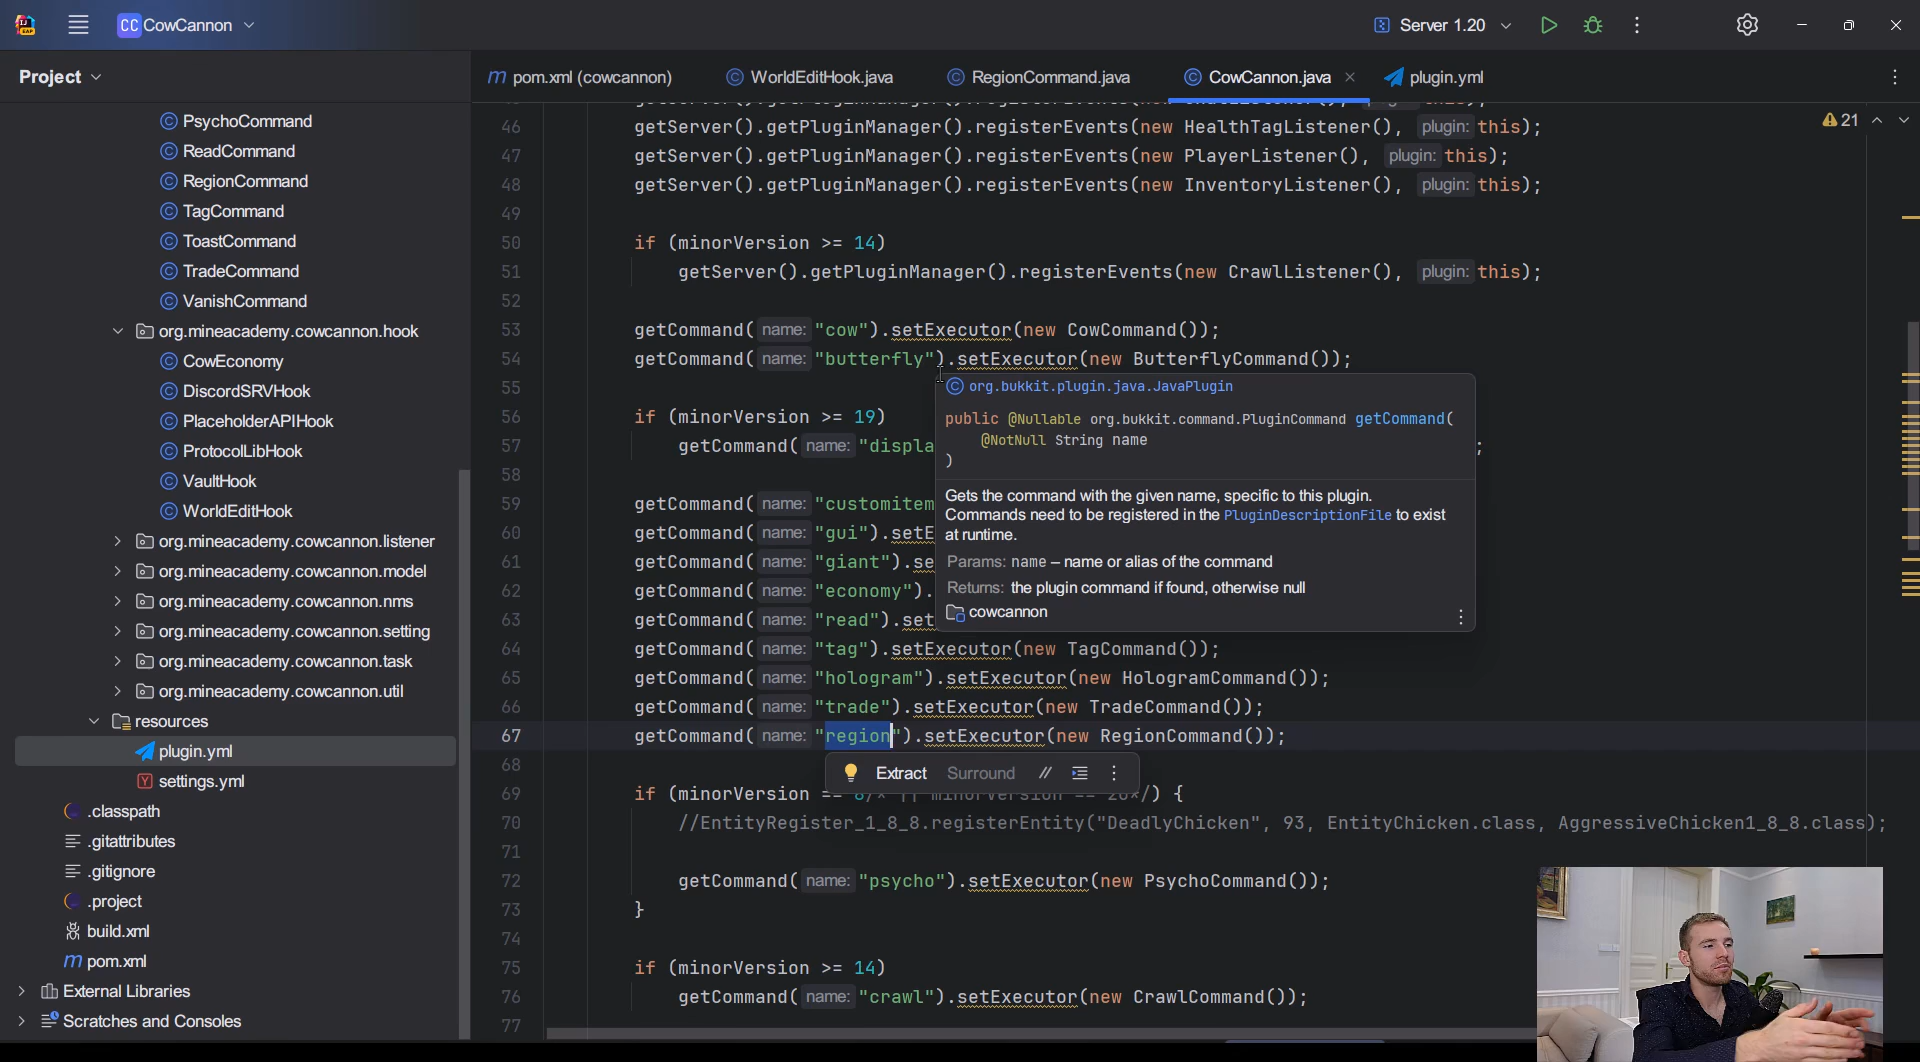 CC CowCannon
Server 1.20
Project
pom.xml (cowcannon)
WorldEditHook.java
RegionCommand.java
CowCannon.java
plugin.yml
PsychoCommand
ReadCommand
RegionCommand
TagCommand
ToastCommand
TradeCommand
VanishCommand
org.mineacademy.cowcannon.hook
CowEconomy
DiscordSRVHook
PlaceholderAPIHook
ProtocolLibHook
VaultHook
WorldEditHook
org.mineacademy.cowcannon.listener
org.mineacademy.cowcannon.model
org.mineacademy.cowcannon.nms
org.mineacademy.cowcannon.setting
org.mineacademy.cowcannon.task
org.mineacademy.cowcannon.util
resources
plugin.yml
settings.yml
.classpath
.gitattributes
.gitignore
.project
build.xml
pom.xml
External Libraries
Scratches and Consoles
21
46 getServer().getPluginManager().registerEvents(new HealthTagListener(), plugin: this);
47 getServer().getPluginManager().registerEvents(new PlayerListener(), plugin: this);
48 getServer().getPluginManager().registerEvents(new InventoryListener(), plugin: this);
49
50 if (minorVersion >= 14)
51 getServer().getPluginManager().registerEvents(new CrawlListener(), plugin: this);
52
53 getCommand( name: "cow").setExecutor(new CowCommand());
54 getCommand( name: "butterfly").setExecutor(new ButterflyCommand());
55
56 if (minorVersion >= 19)
57 getCommand( name: "displa ;
58
59 getCommand( name: "customitem
60 getCommand( name: "gui").setE
61 getCommand( name: "giant").se
62 getCommand( name: "economy").
63 getCommand( name: "read").set
64 getCommand( name: "tag").setExecutor(new TagCommand());
65 getCommand( name: "hologram").setExecutor(new HologramCommand());
66 getCommand( name: "trade").setExecutor(new TradeCommand());
67 getCommand( name: "region").setExecutor(new RegionCommand());
68
69 if (minorVersion == 8/* || minorVersion == 20*/) {
70 //EntityRegister_1_8_8.registerEntity("DeadlyChicken", 93, EntityChicken.class, AggressiveChicken1_8_8.class);
71
72 getCommand( name: "psycho").setExecutor(new PsychoCommand());
73 }
74
75 if (minorVersion >= 14)
76 getCommand( name: "crawl").setExecutor(new CrawlCommand());
77
org.bukkit.plugin.java.JavaPlugin
public @Nullable org.bukkit.command.PluginCommand getCommand(
@NotNull String name
)
Gets the command with the given name, specific to this plugin.
Commands need to be registered in the PluginDescriptionFile to exist
at runtime.
Params: name – name or alias of the command
Returns: the plugin command if found, otherwise null
cowcannon
Extract Surround //